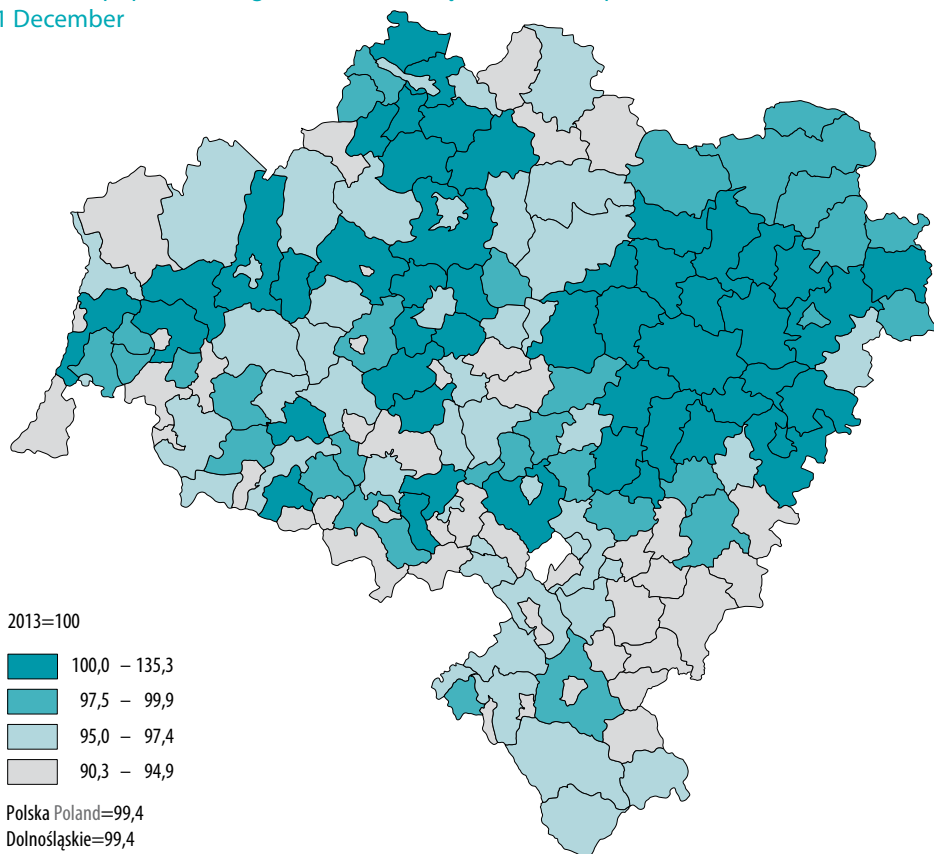 1 December
2013=100
100,0 – 135,3
97,5 – 99,9
95,0 – 97,4
90,3 – 94,9
Polska Poland=99,4
Dolnośląskie=99,4